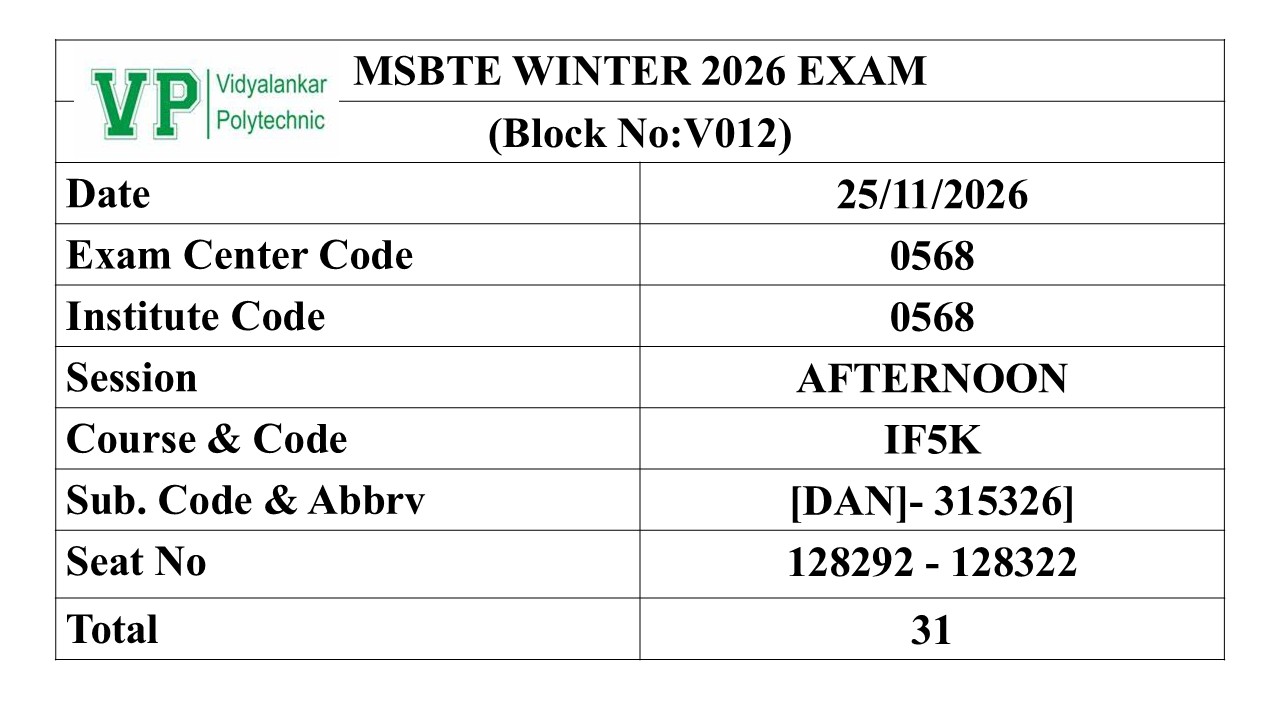 VP Vidyalankar Polytechnic
MSBTE WINTER 2026 EXAM
(Block No:V012)
Date 25/11/2026
Exam Center Code 0568
Institute Code 0568
Session AFTERNOON
Course & Code IF5K
Sub. Code & Abbrv [DAN]- 315326]
Seat No 128292 - 128322
Total 31